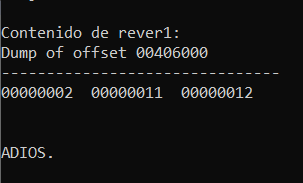 Contenido de rever1:
Dump of offset 00406000
-------------------------------
00000002  00000011  00000012
ADIOS.